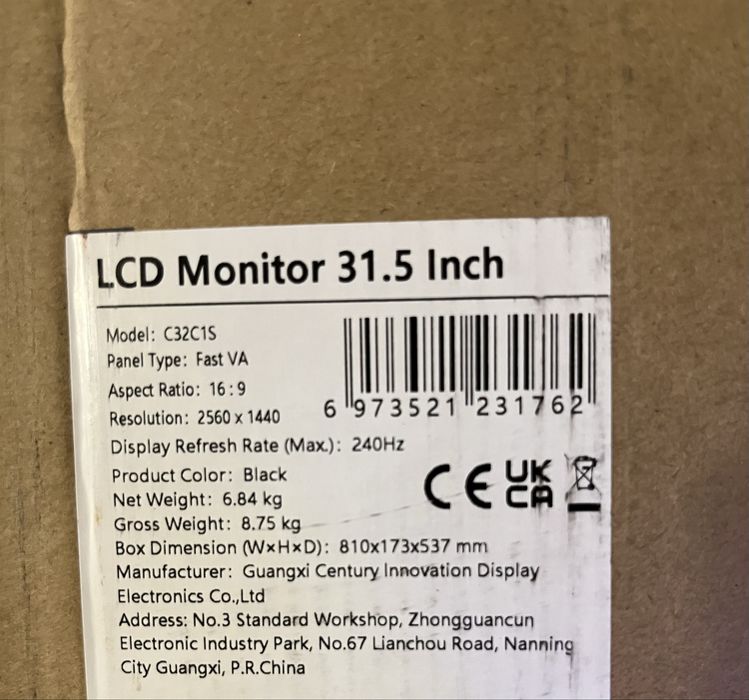 LCD Monitor 31.5 Inch
Model: C32C1S
Panel Type: Fast VA
Aspect Ratio: 16:9
Resolution: 2560 x 1440
6 973521 231762
Display Refresh Rate (Max.): 240Hz
Product Color: Black
Net Weight: 6.84 kg
CE UK CA
Gross Weight: 8.75 kg
Box Dimension (W×H×D): 810x173x537 mm
Manufacturer: Guangxi Century Innovation Display
Electronics Co.,Ltd
Address: No.3 Standard Workshop, Zhongguancun
Electronic Industry Park, No.67 Lianchou Road, Nanning
City Guangxi, P.R.China